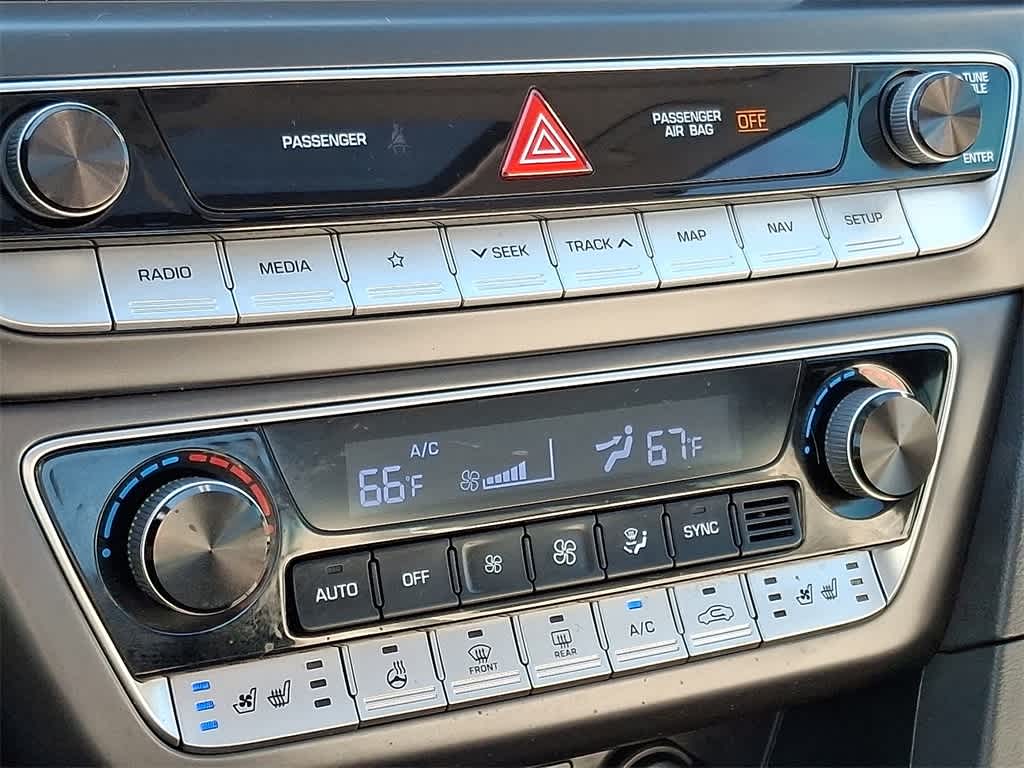 PASSENGER
PASSENGER
AIR BAG
OFF
TUNE
ENTER
RADIO
MEDIA
SEEK
TRACK
MAP
NAV
SETUP
A/C
66°F
67°F
AUTO
OFF
SYNC
FRONT
REAR
A/C